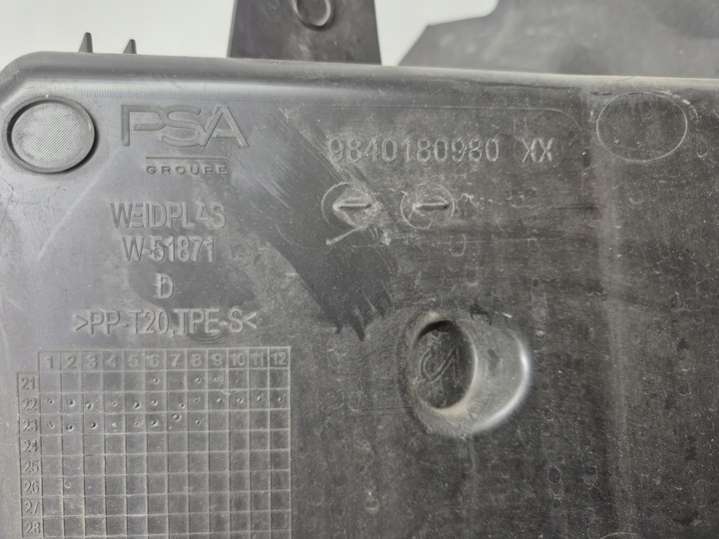 PSA
GROUPE
9840180980 XX
WEIDPLAS
W-51871
D
>PP-T20,TPE-S<
1 2 3 4 5 6 7 8 9 10 11 12
21
22
23
24
25
26
27
28